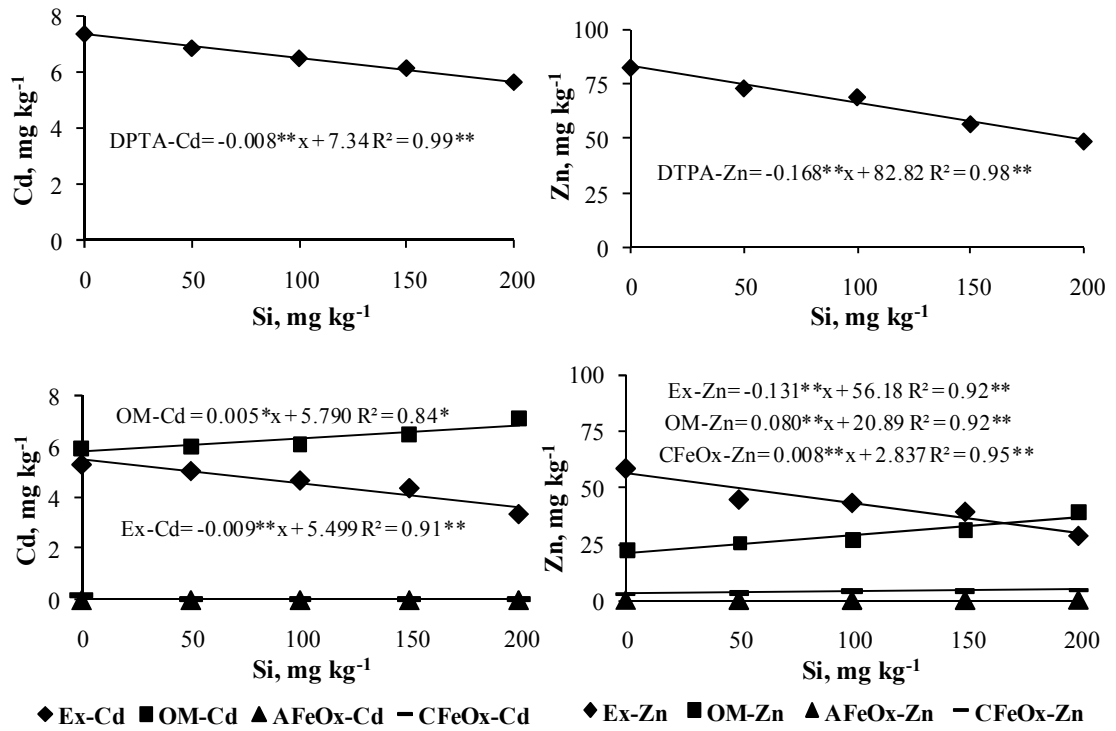 8
6
4
2
0
Cd, mg kg-1
DPTA-Cd= -0.008**x + 7.34 R² = 0.99**
0 50 100 150 200
Si, mg kg-1
100
75
50
25
0
Zn, mg kg-1
DTPA-Zn= -0.168**x + 82.82 R² = 0.98**
0 50 100 150 200
Si, mg kg-1
8
6
4
2
0
Cd, mg kg-1
OM-Cd = 0.005*x + 5.790 R² = 0.84*
Ex-Cd= -0.009**x + 5.499 R² = 0.91**
0 50 100 150 200
Si, mg kg-1
Ex-Cd OM-Cd AFeOx-Cd CFeOx-Cd
100
75
50
25
0
Zn, mg kg-1
Ex-Zn= -0.131**x + 56.18 R² = 0.92**
OM-Zn= 0.080**x + 20.89 R² = 0.92**
CFeOx-Zn= 0.008**x + 2.837 R² = 0.95**
0 50 100 150 200
Si, mg kg-1
Ex-Zn OM-Zn AFeOx-Zn CFeOx-Zn